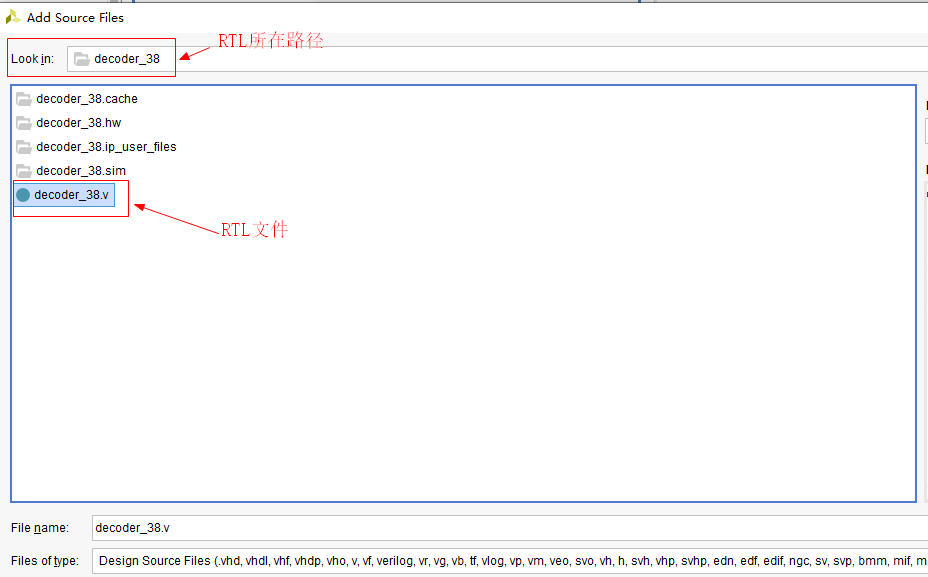 Add Source Files
RTL所在路径
Look in: decoder_38
decoder_38.cache
decoder_38.hw
decoder_38.ip_user_files
decoder_38.sim
decoder_38.v
RTL文件
File name: decoder_38.v
Files of type: Design Source Files (.vhd, vhdl, vhf, vhdp, vho, v, vf, verilog, vr, vg, vb, tf, vlog, vp, vm, veo, svo, vh, h, svh, vhp, svhp, edn, edf, edif, ngc, sv, svp, bmm, mif, m